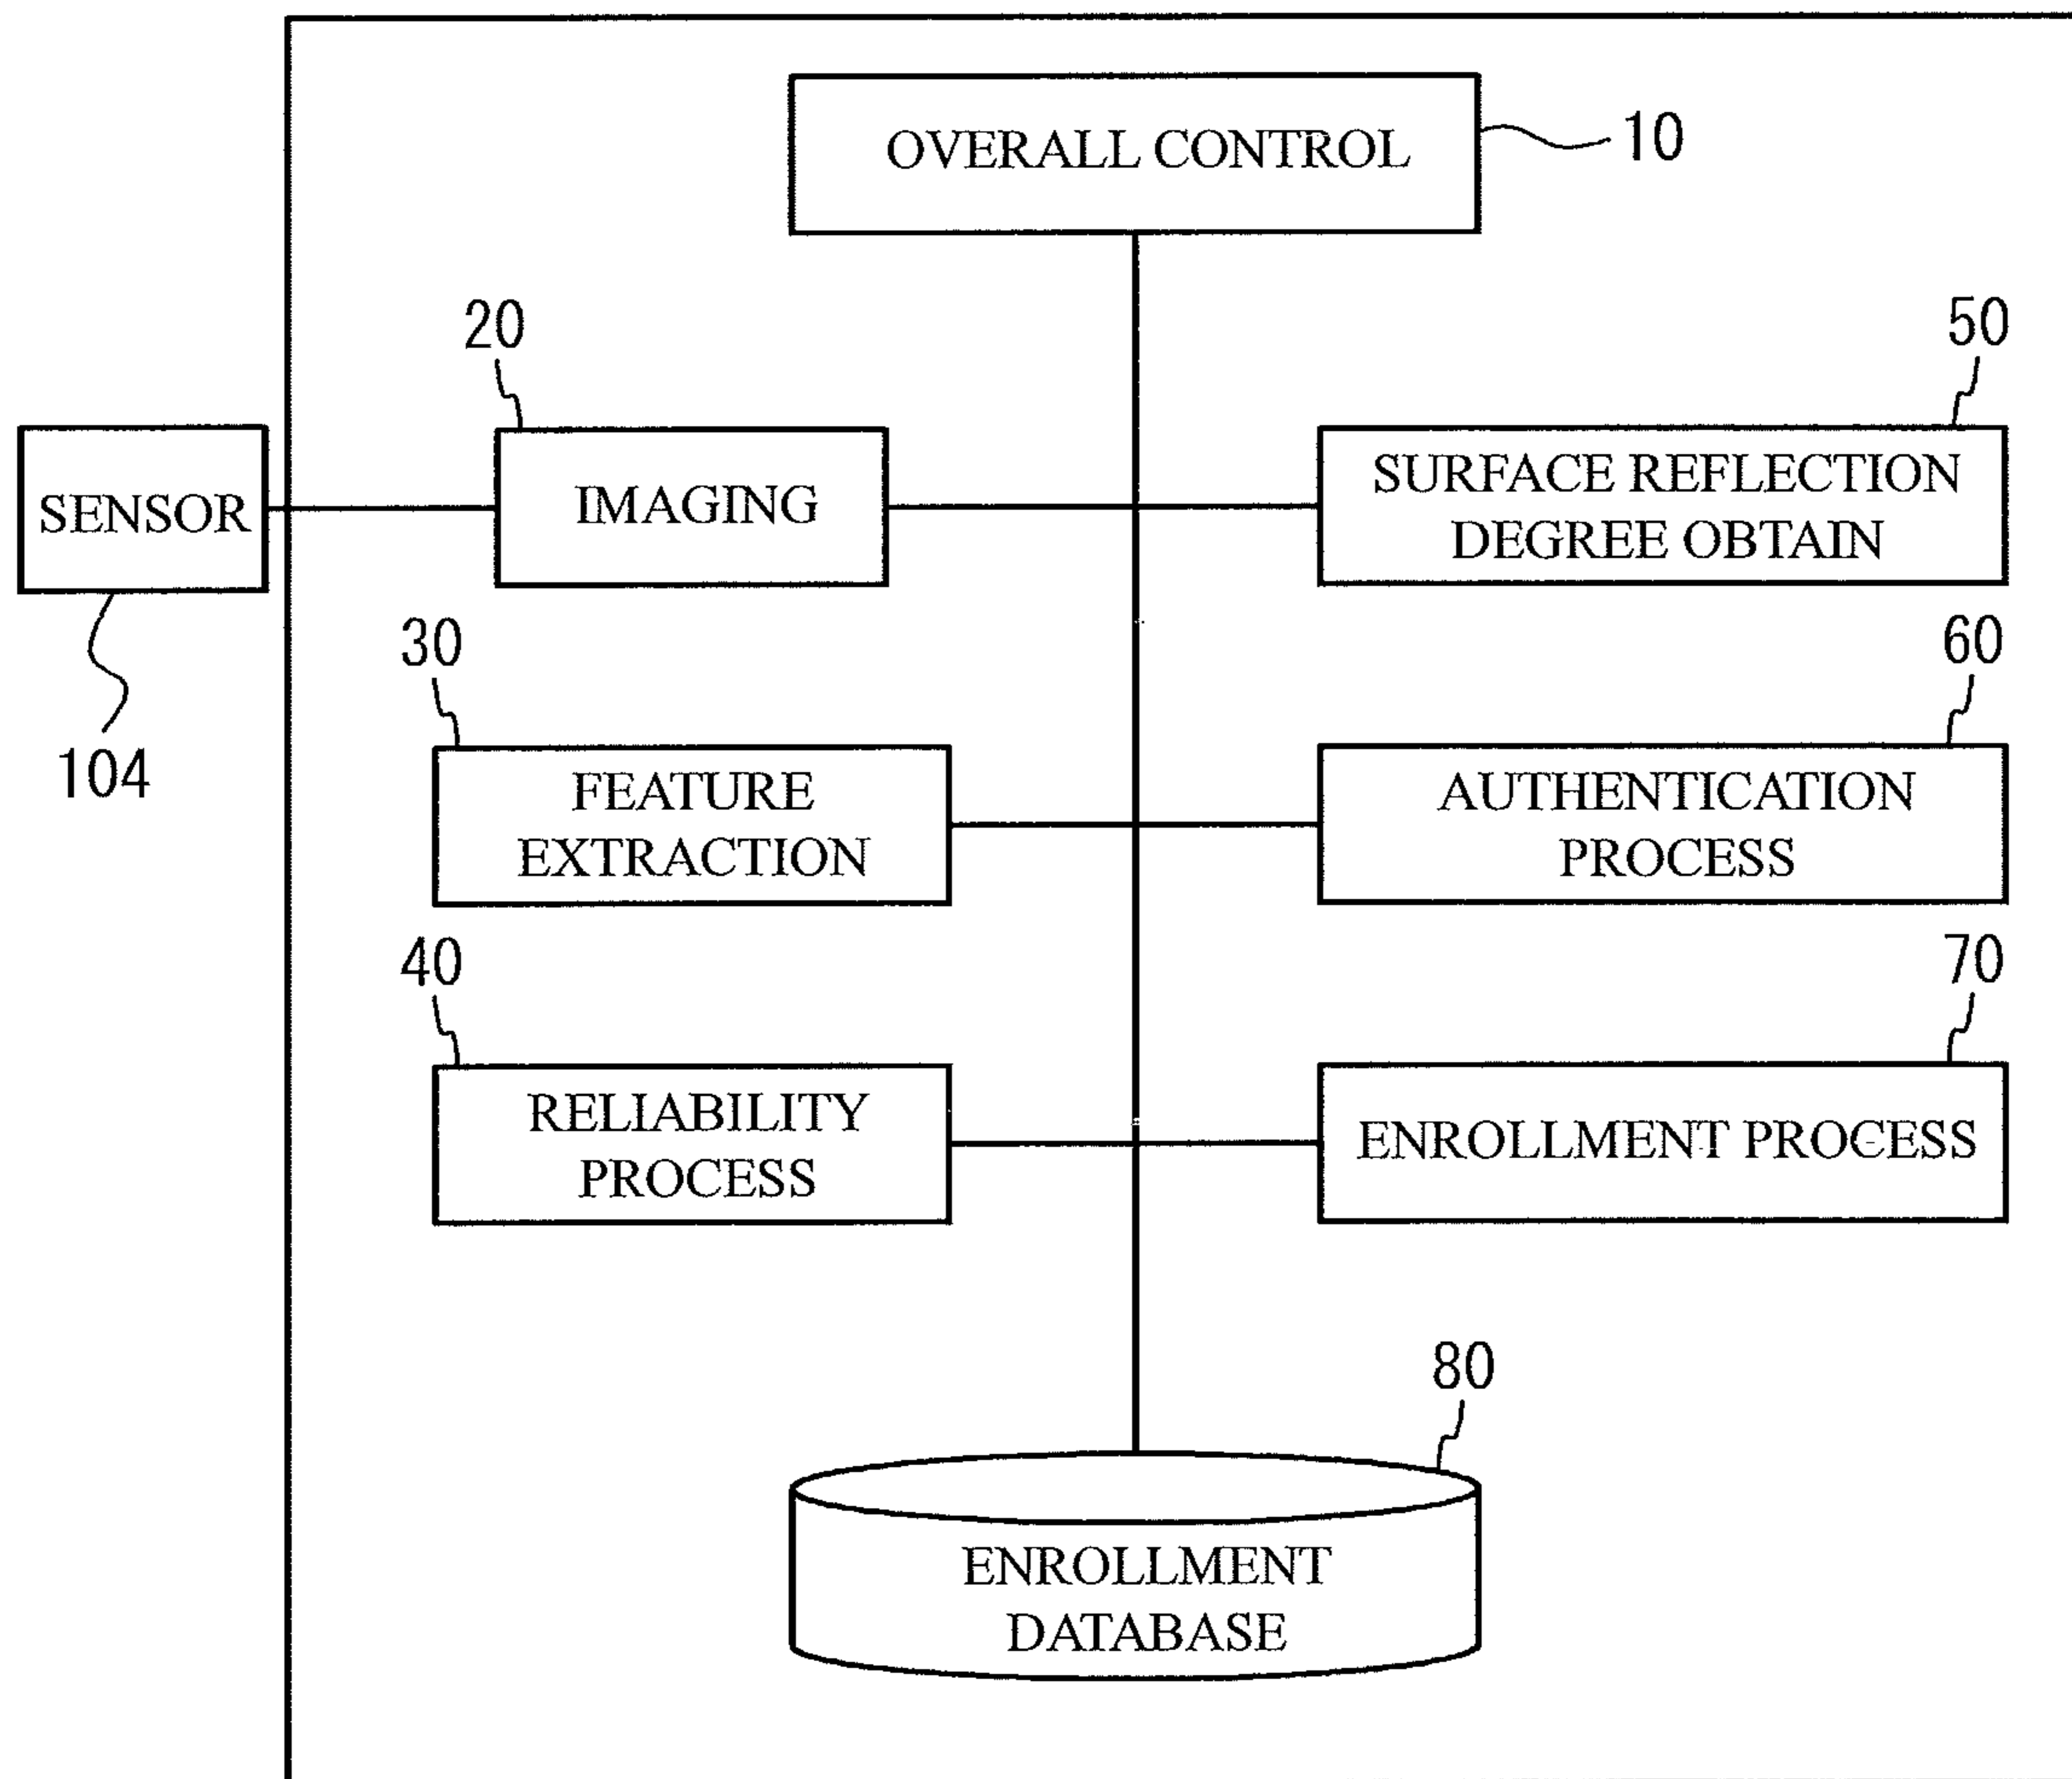 OVERALL CONTROL
10
20
50
SENSOR
IMAGING
SURFACE REFLECTION
DEGREE OBTAIN
104
30
60
FEATURE
EXTRACTION
AUTHENTICATION
PROCESS
40
70
RELIABILITY
PROCESS
ENROLLMENT PROCESS
80
ENROLLMENT
DATABASE